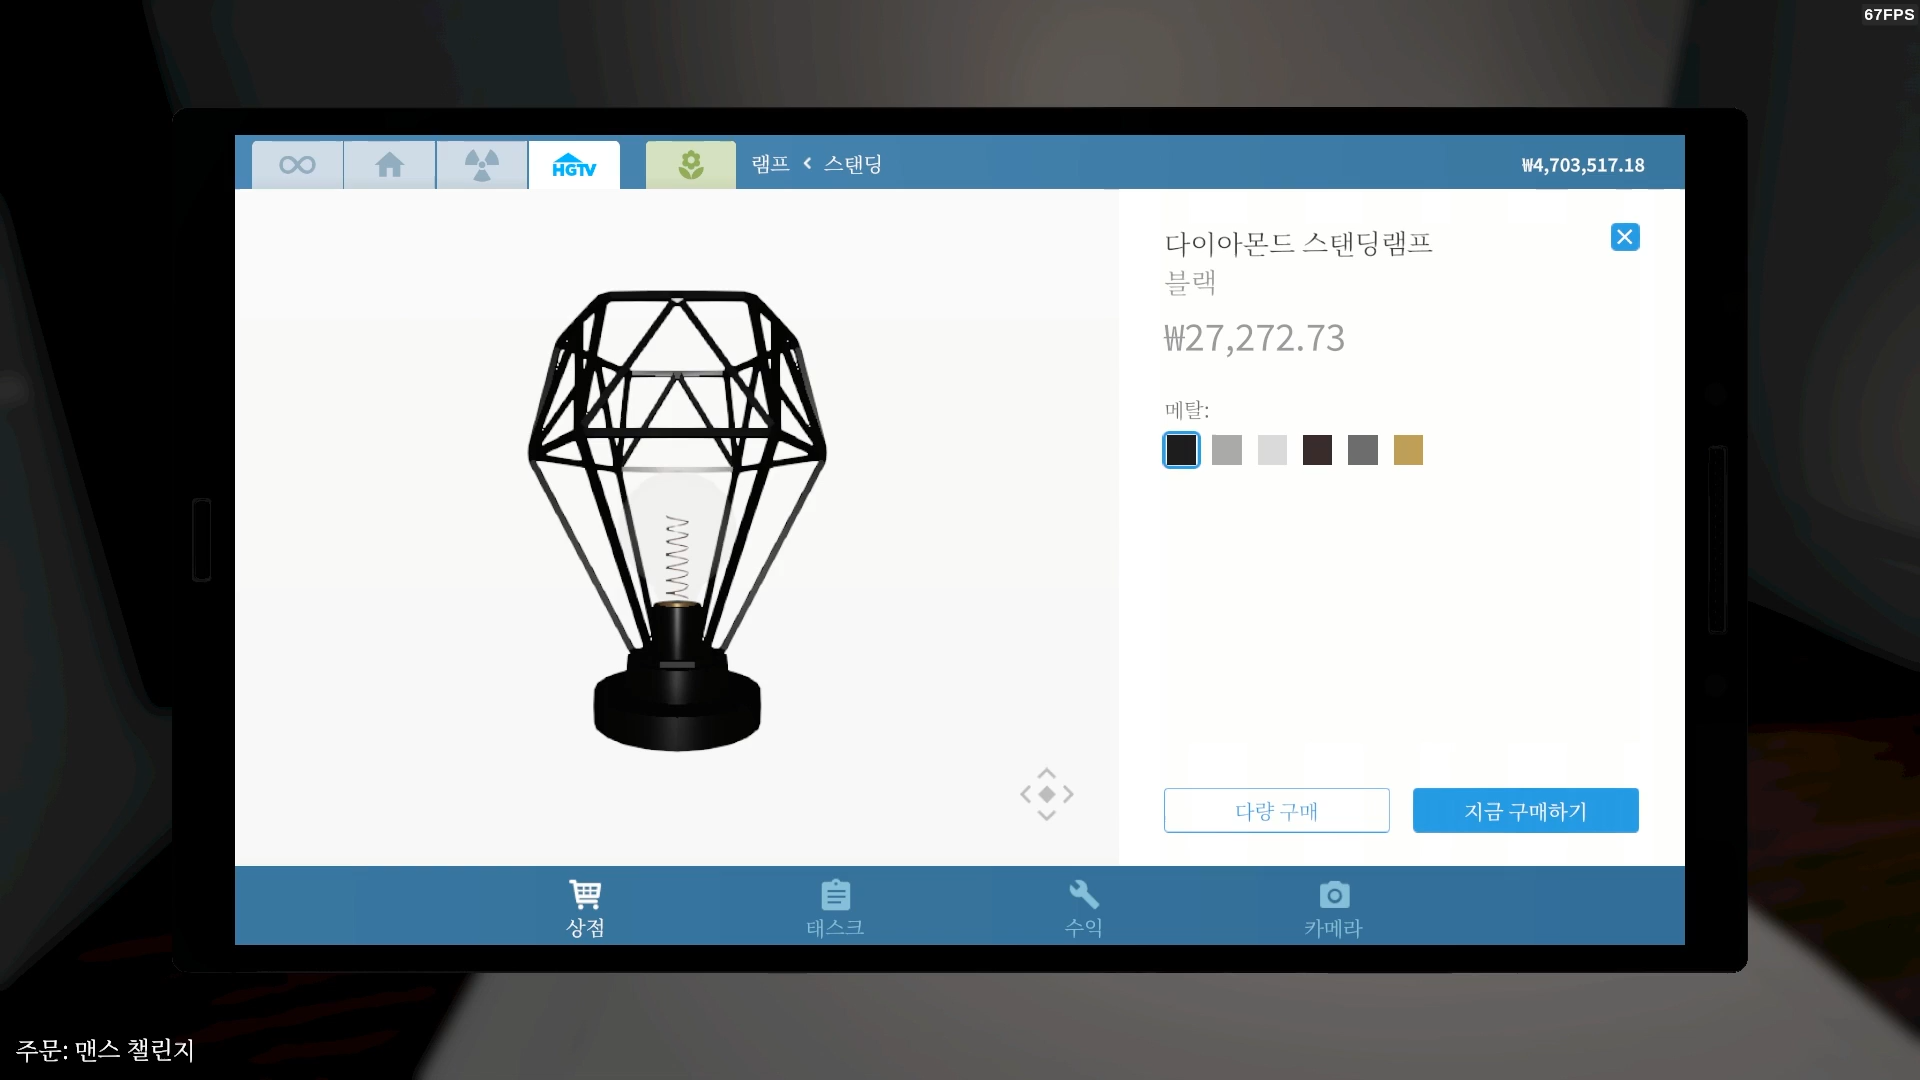 67FPS
HGTV
램프 < 스탠딩
₩4,703,517.18
다이아몬드 스탠딩램프
블랙
₩27,272.73
메탈:
다량 구매
지금 구매하기
상점
태스크
수익
카메라
주문: 맨스 챌린지